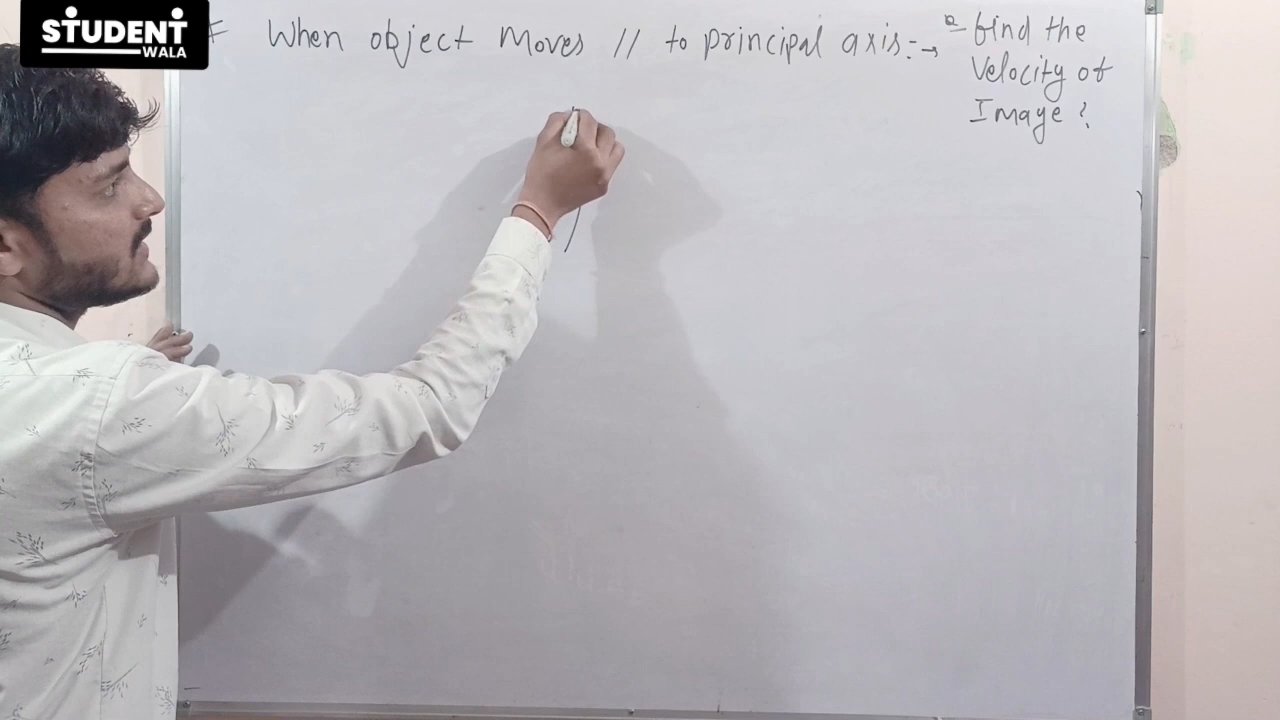 STUDENT
WALA
* When object moves // to principal axis:→
Q- find the
Velocity of
Image ?